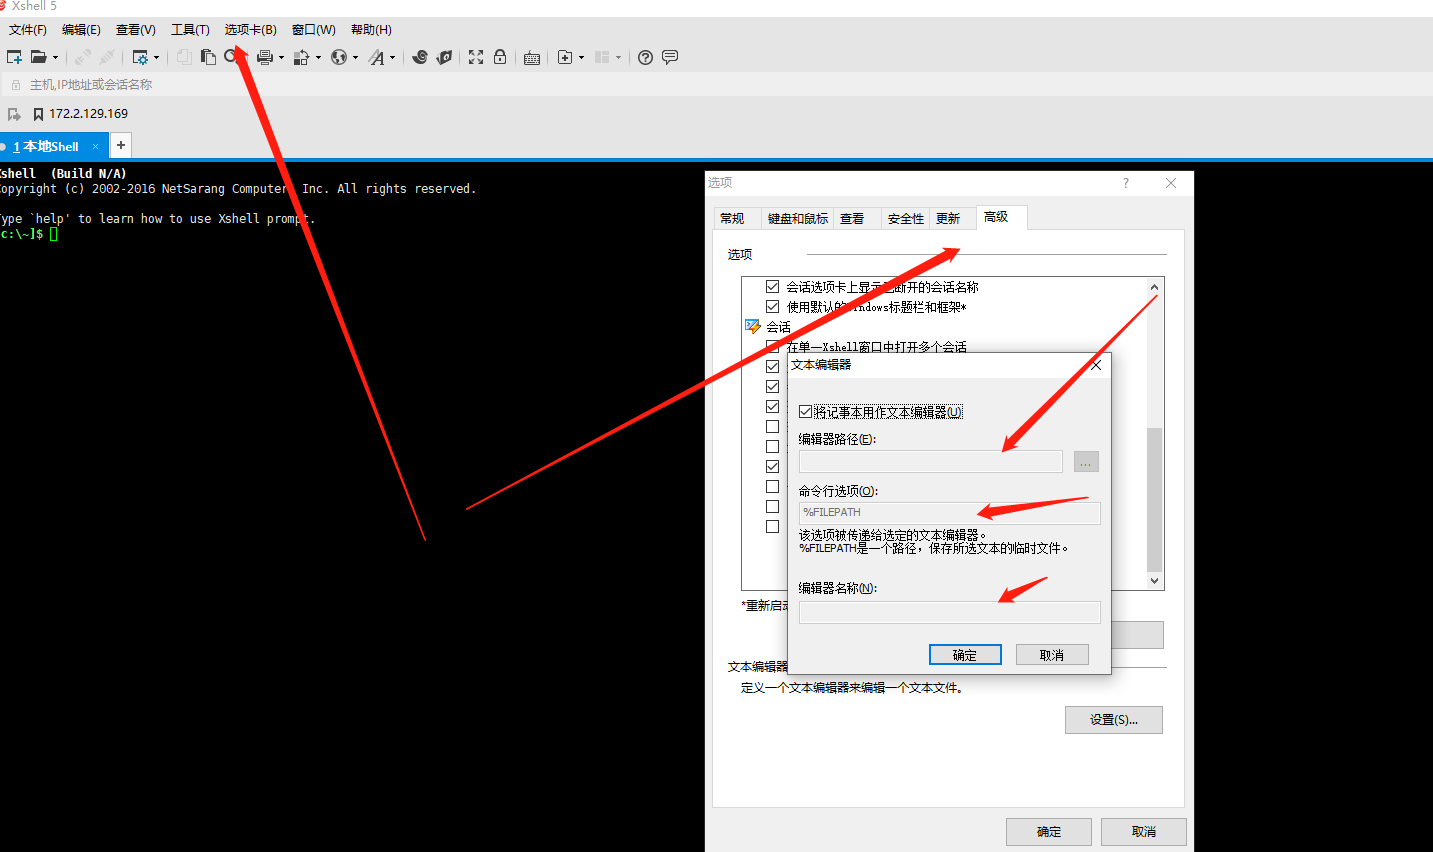 Xshell 5
文件(F) 编辑(E) 查看(V) 工具(T) 选项卡(B) 窗口(W) 帮助(H)
主机,IP地址或会话名称
172.2.129.169
1 本地Shell × +
Xshell (Build N/A)
Copyright (c) 2002-2016 NetSarang Computer, Inc. All rights reserved.
Type `help' to learn how to use Xshell prompt.
[c:\~]$
选项
常规 键盘和鼠标 查看 安全性 更新 高级
选项
会话选项卡上显示已断开的会话名称
使用默认的Windows标题栏和框架*
会话
在单一Xshell窗口中打开多个会话
文本编辑器
将记事本用作文本编辑器(U)
编辑器路径(E):
...
命令行选项(O):
%FILEPATH
该选项被传递给选定的文本编辑器。
%FILEPATH是一个路径，保存所选文本的临时文件。
编辑器名称(N):
*重新启动
确定 取消
文本编辑器
定义一个文本编辑器来编辑一个文本文件。
设置(S)...
确定 取消